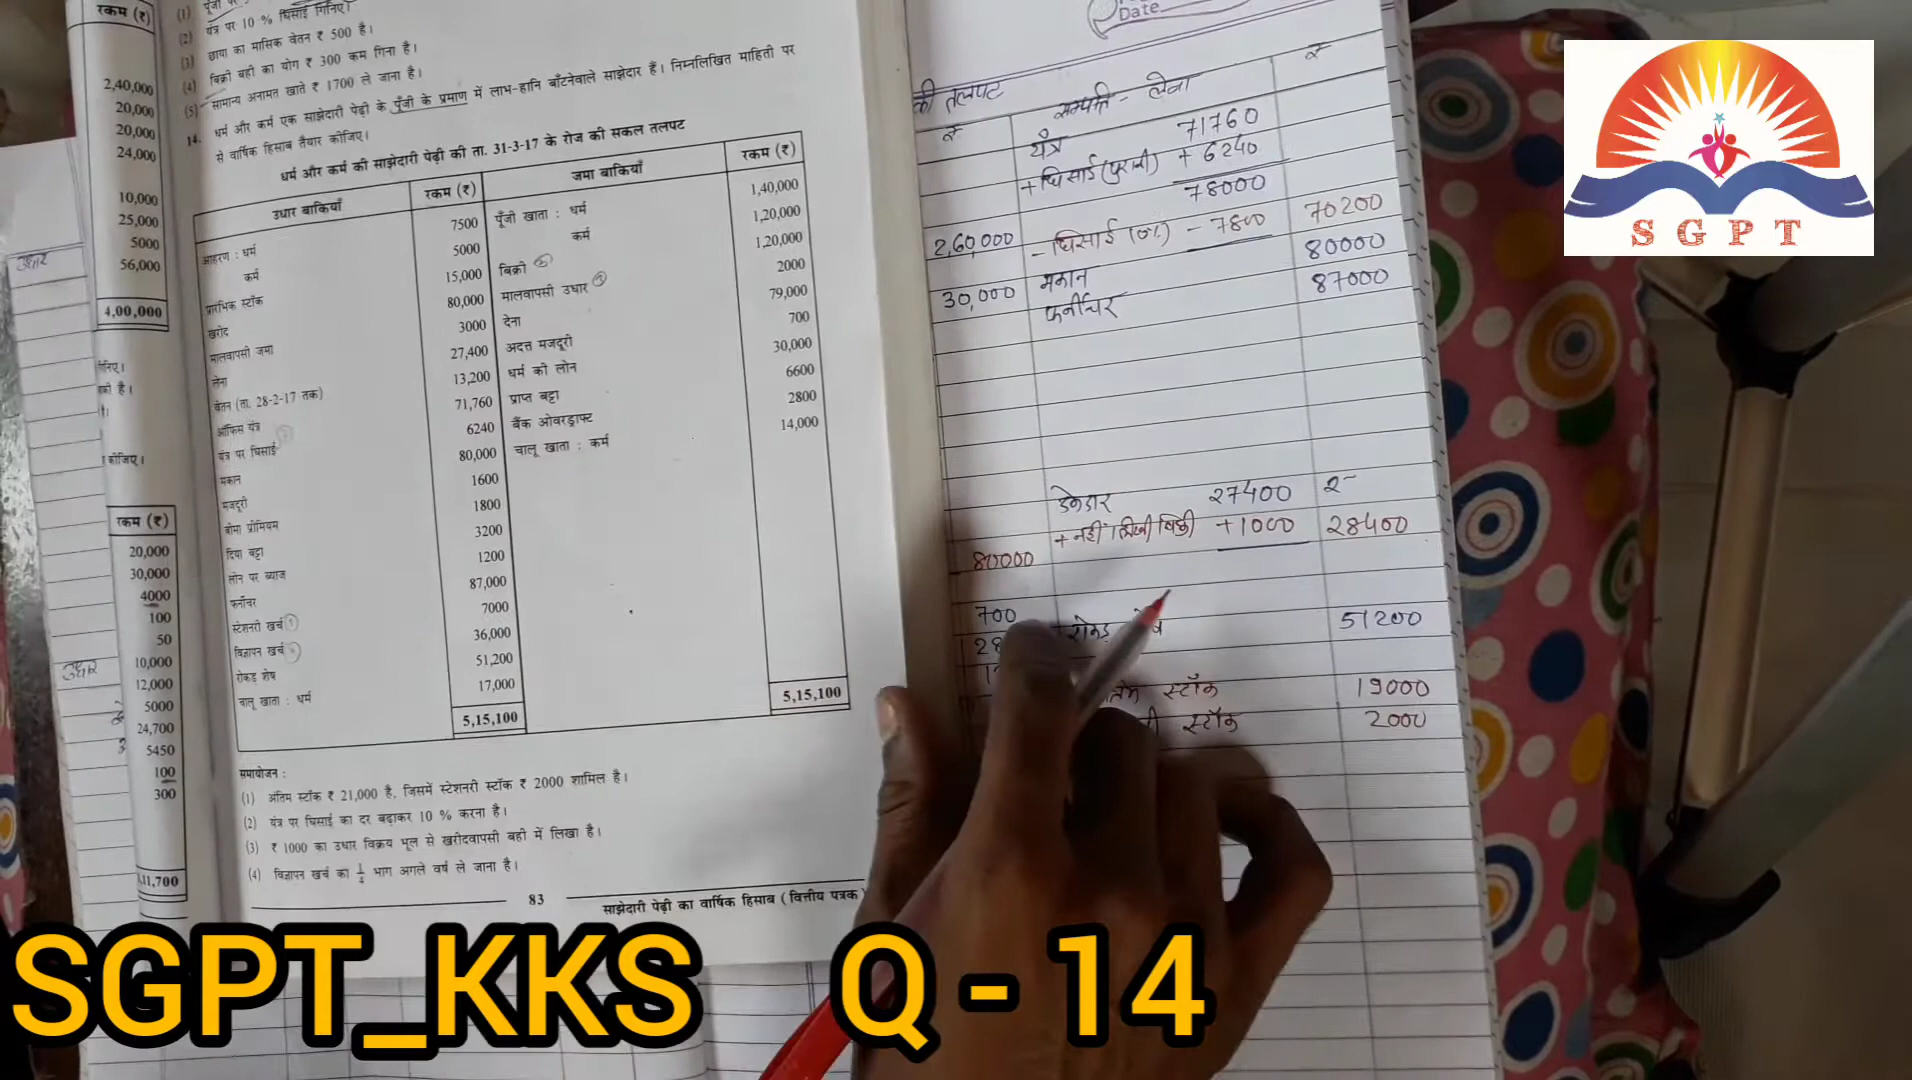 रकम (₹)
2,40,000
20,000
20,000
24,000
10,000
25,000
5000
56,000
4,00,000
रकम (₹)
20,000
30,000
4000
100
50
10,000
12,000
5000
24,700
5450
100
300
(2) यंत्र पर 10 % घिसाई गिनिए।
(3) छाया का मासिक वेतन ₹ 500 है।
(4) बिक्री बही का योग ₹ 300 कम गिना है।
(5) सामान्य अनामत खाते ₹ 1700 ले जाना है।
14. धर्म और कर्म एक साझेदारी पेढ़ी के पूँजी के प्रमाण में लाभ-हानि बाँटनेवाले साझेदार हैं। निम्नलिखित माहिती पर
से वार्षिक हिसाब तैयार कीजिए।
धर्म और कर्म की साझेदारी पेढ़ी की ता. 31-3-17 के रोज की सकल तलपट
उधार बाकियाँ रकम (₹) जमा बाकियाँ रकम (₹)
आहरण : धर्म 7500 पूँजी खाता : धर्म 1,40,000
कर्म 5000 कर्म 1,20,000
प्रारंभिक स्टॉक 15,000 बिक्री 1,20,000
खरीद 80,000 मालवापसी उधार 2000
मालवापसी जमा 3000 देना 79,000
लेना 27,400 अदत्त मजदूरी 700
वेतन (ता. 28-2-17 तक) 13,200 धर्म की लोन 30,000
ऑफिस यंत्र 71,760 प्राप्त बट्टा 6600
यंत्र पर घिसाई 6240 बैंक ओवरड्राफ्ट 2800
मकान 80,000 चालू खाता : कर्म 14,000
मजदूरी 1600
बीमा प्रीमियम 1800
दिया बट्टा 3200
लोन पर ब्याज 1200
फर्नीचर 87,000
स्टेशनरी खर्च 7000
विज्ञापन खर्च 36,000
रोकड़ शेष 51,200
चालू खाता : धर्म 17,000
5,15,100 5,15,100
समायोजन :
(1) अंतिम स्टॉक ₹ 21,000 है, जिसमें स्टेशनरी स्टॉक ₹ 2000 शामिल है।
(2) यंत्र पर घिसाई का दर बढ़ाकर 10 % करना है।
(3) ₹ 1000 का उधार विक्रय भूल से खरीदवापसी बही में लिखा है।
(4) विज्ञापन खर्च का 1/4 भाग अगले वर्ष ले जाना है।
83 साझेदारी पेढ़ी का वार्षिक हिसाब ( वित्तीय पत्रक )
Date
की तलपट
सम्पत्ति - लेना ₹
यंत्र 71760
+ घिसाई (पुरानी) + 6240
78000
2,60,000 - घिसाई - 7800 70200
मकान 80000
30,000 फर्नीचर 87000
देनदार 27400
80000 + नहीं लिखी बिक्री + 1000 28400
700
रोकड़ 51200
स्टॉक 19000
स्टॉक 2000
S G P T
SGPT_KKS Q - 14